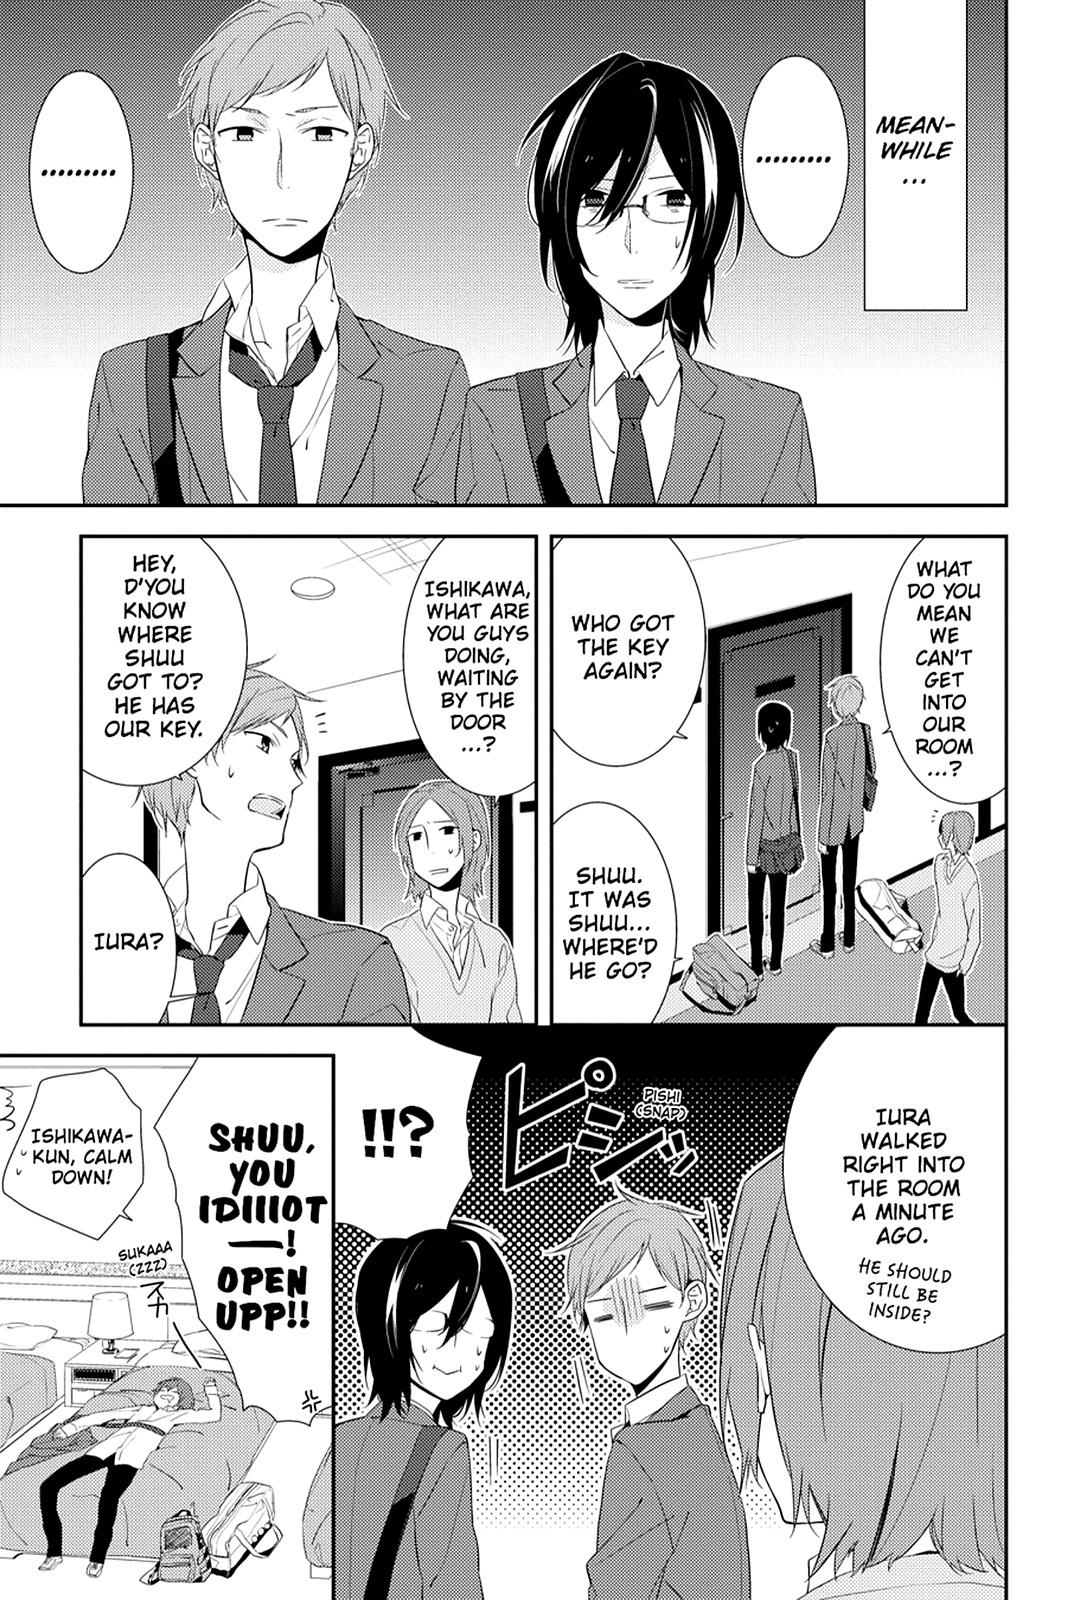 MEAN-
WHILE
...
.........
.........
WHAT
DO YOU
MEAN WE
CAN'T
GET
INTO
OUR
ROOM
...?
WHO GOT
THE KEY
AGAIN?
SHUU.
IT WAS
SHUU...
WHERE'D
HE GO?
ISHIKAWA,
WHAT ARE
YOU GUYS
DOING,
WAITING
BY THE
DOOR
...?
HEY,
D'YOU
KNOW
WHERE
SHUU
GOT TO?
HE HAS
OUR KEY.
IURA?
IURA
WALKED
RIGHT INTO
THE ROOM
A MINUTE
AGO.
HE SHOULD
STILL BE
INSIDE?
ピシッ
PISHI
(SNAP)
!!?
SHUU,
YOU
IDIIIOT
—!
OPEN
UPP!!
ISHIKAWA-
KUN, CALM
DOWN!
SUKAAA
(ZZZ)
スカ